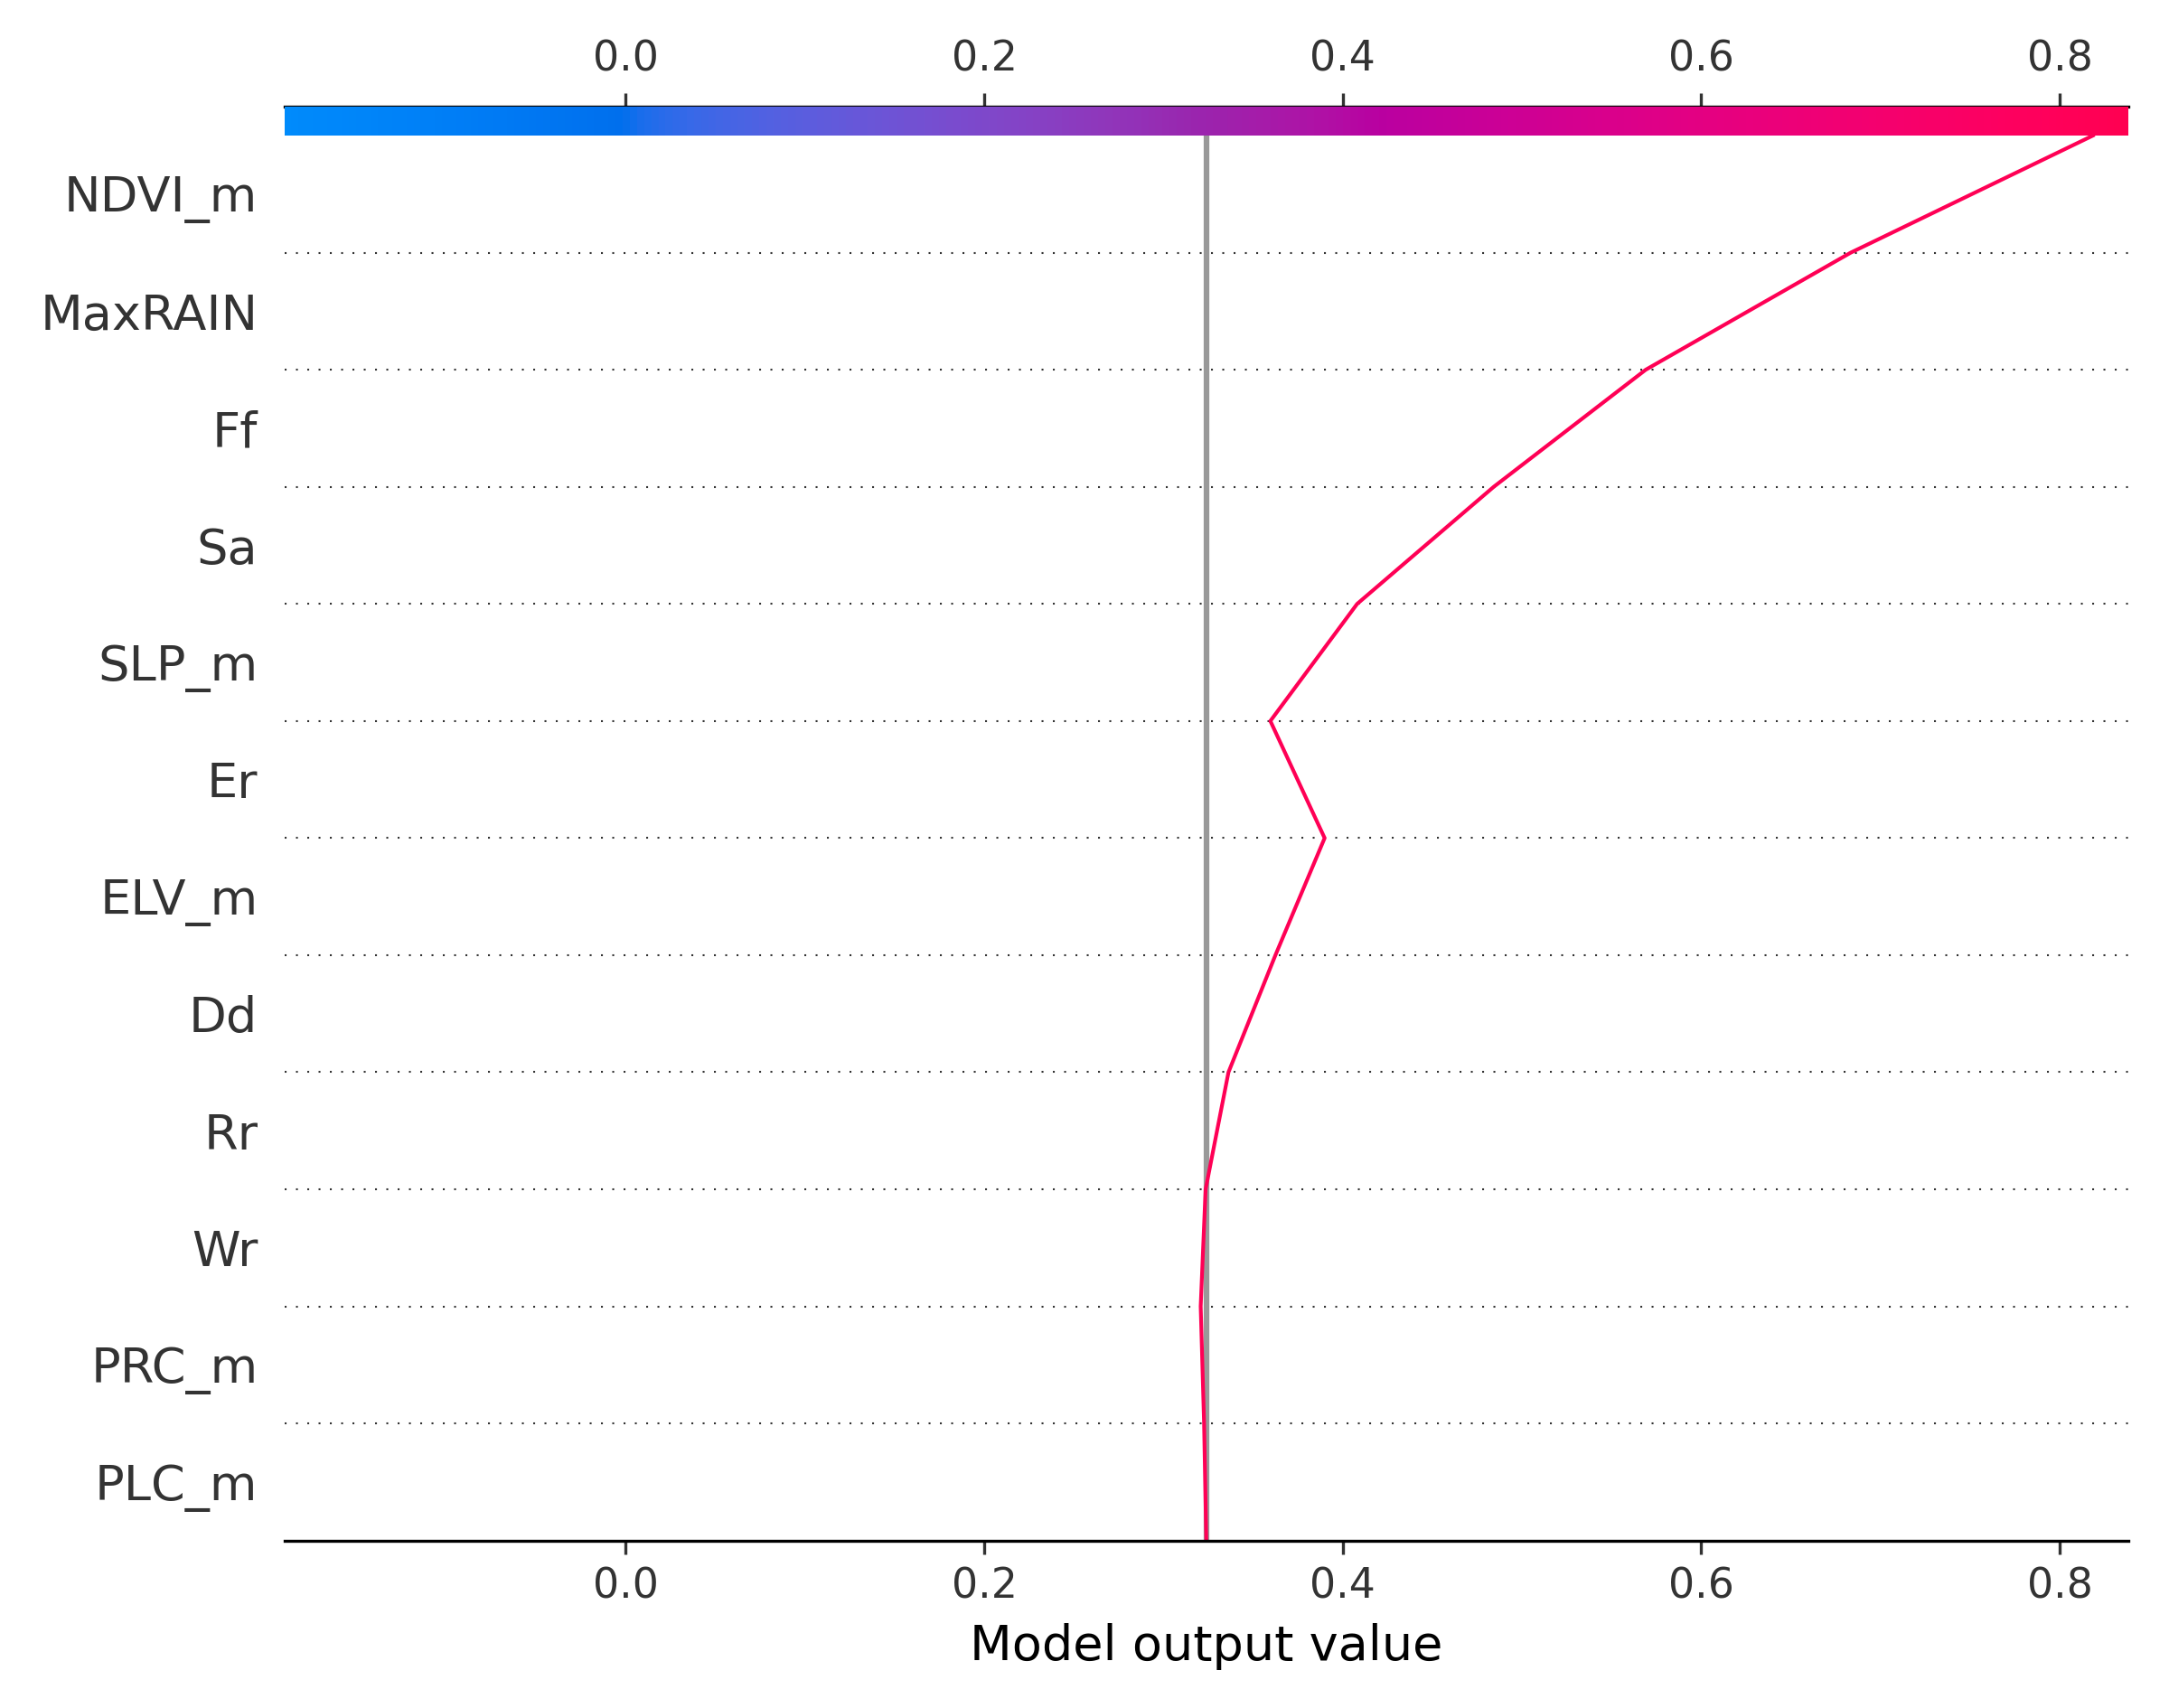 0.0 0.2 0.4 0.6 0.8
NDVI_m
MaxRAIN
Ff
Sa
SLP_m
Er
ELV_m
Dd
Rr
Wr
PRC_m
PLC_m
0.0 0.2 0.4 0.6 0.8
Model output value